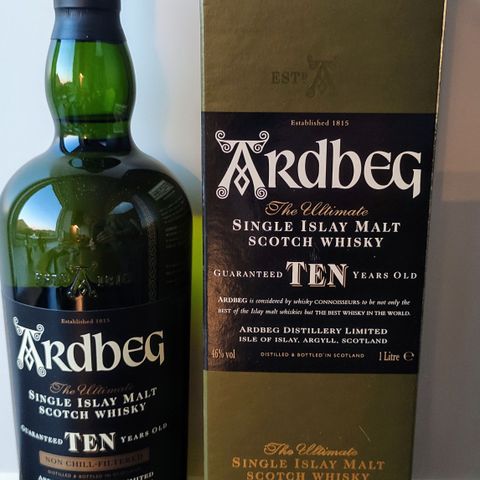 Established 1815
ARDBEG
The Ultimate
SINGLE ISLAY MALT
SCOTCH WHISKY
GUARANTEED TEN YEARS OLD
NON CHILL-FILTERED
DISTILLED & BOTTLED IN SCOTLAND
ESTD A
Established 1815
ARDBEG
The Ultimate
SINGLE ISLAY MALT
SCOTCH WHISKY
GUARANTEED TEN YEARS OLD
ARDBEG is considered by whisky CONNOISSEURS to be not only the
BEST of the Islay malt whiskies but THE BEST WHISKY IN THE WORLD.
ARDBEG DISTILLERY LIMITED
ISLE OF ISLAY, ARGYLL, SCOTLAND
46%vol DISTILLED & BOTTLED IN SCOTLAND 1 Litre e
The Ultimate
SINGLE ISLAY MALT
SCOTCH WHISKY